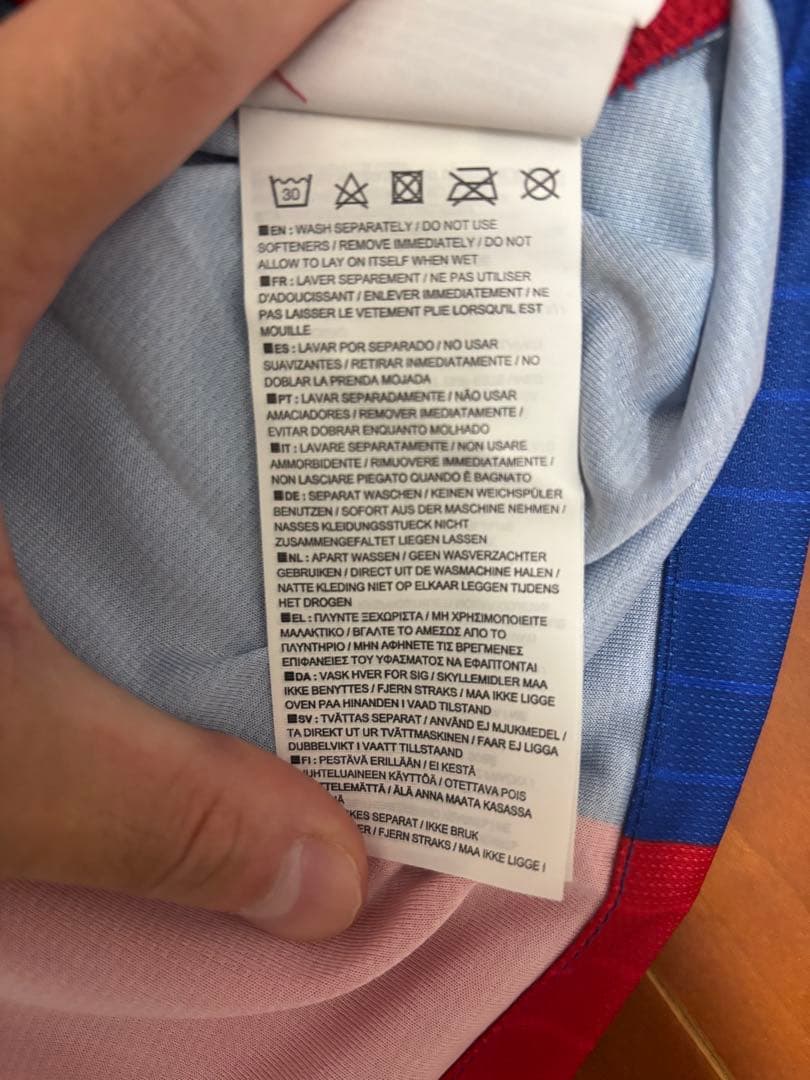 30
■EN : WASH SEPARATELY / DO NOT USE
SOFTENERS / REMOVE IMMEDIATELY / DO NOT
ALLOW TO LAY ON ITSELF WHEN WET
■FR : LAVER SEPAREMENT / NE PAS UTILISER
D'ADOUCISSANT / ENLEVER IMMEDIATEMENT / NE
PAS LAISSER LE VETEMENT PLIE LORSQU'IL EST
MOUILLE
■ES : LAVAR POR SEPARADO / NO USAR
SUAVIZANTES / RETIRAR INMEDIATAMENTE / NO
DOBLAR LA PRENDA MOJADA
■PT : LAVAR SEPARADAMENTE / NÃO USAR
AMACIADORES / REMOVER IMEDIATAMENTE /
EVITAR DOBRAR ENQUANTO MOLHADO
■IT : LAVARE SEPARATAMENTE / NON USARE
AMMORBIDENTE / RIMUOVERE IMMEDIATAMENTE /
NON LASCIARE PIEGATO QUANDO È BAGNATO
■DE : SEPARAT WASCHEN / KEINEN WEICHSPÜLER
BENUTZEN / SOFORT AUS DER MASCHINE NEHMEN /
NASSES KLEIDUNGSSTUECK NICHT
ZUSAMMENGEFALTET LIEGEN LASSEN
■NL : APART WASSEN / GEEN WASVERZACHTER
GEBRUIKEN / DIRECT UIT DE WASMACHINE HALEN /
NATTE KLEDING NIET OP ELKAAR LEGGEN TIJDENS
HET DROGEN
■EL : ΠΛΥΝΤΕ ΞΕΧΩΡΙΣΤΑ / ΜΗ ΧΡΗΣΙΜΟΠΟΙΕΙΤΕ
ΜΑΛΑΚΤΙΚΟ / ΒΓΑΛΤΕ ΤΟ ΑΜΕΣΩΣ ΑΠΟ ΤΟ
ΠΛΥΝΤΗΡΙΟ / ΜΗΝ ΑΦΗΝΕΤΕ ΤΙΣ ΒΡΕΓΜΕΝΕΣ
ΕΠΙΦΑΝΕΙΕΣ ΤΟΥ ΥΦΑΣΜΑΤΟΣ ΝΑ ΕΦΑΠΤΟΝΤΑΙ
■DA : VASK HVER FOR SIG / SKYLLEMIDLER MAA
IKKE BENYTTES / FJERN STRAKS / MAA IKKE LIGGE
OVEN PAA HINANDEN I VAAD TILSTAND
■SV : TVÄTTAS SEPARAT / ANVÄND EJ MJUKMEDEL /
TA DIREKT UT UR TVÄTTMASKINEN / FAAR EJ LIGGA
DUBBELVIKT I VAATT TILLSTAAND
■FI : PESTÄVÄ ERILLÄÄN / EI KESTÄ
UHTELUAINEEN KÄYTTÖÄ / OTETTAVA POIS
TTELEMÄTTÄ / ÄLÄ ANNA MAATA KASASSA
KES SEPARAT / IKKE BRUK
ER / FJERN STRAKS / MAA IKKE LIGGE I